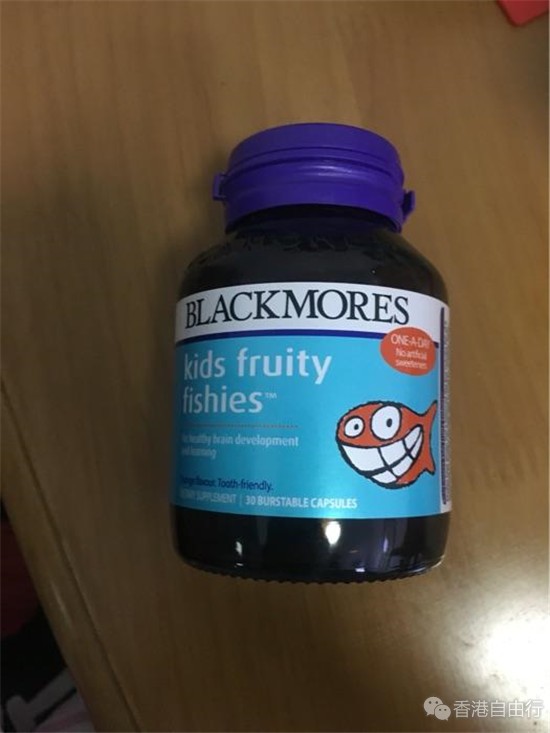 BLACKMORES
ONE-A-DAY
No artificial
sweeteners
kids fruity
fishies™
healthy brain development
learning
flavour. Tooth-friendly.
SUPPLEMENT | 30 BURSTABLE CAPSULES
香港自由行